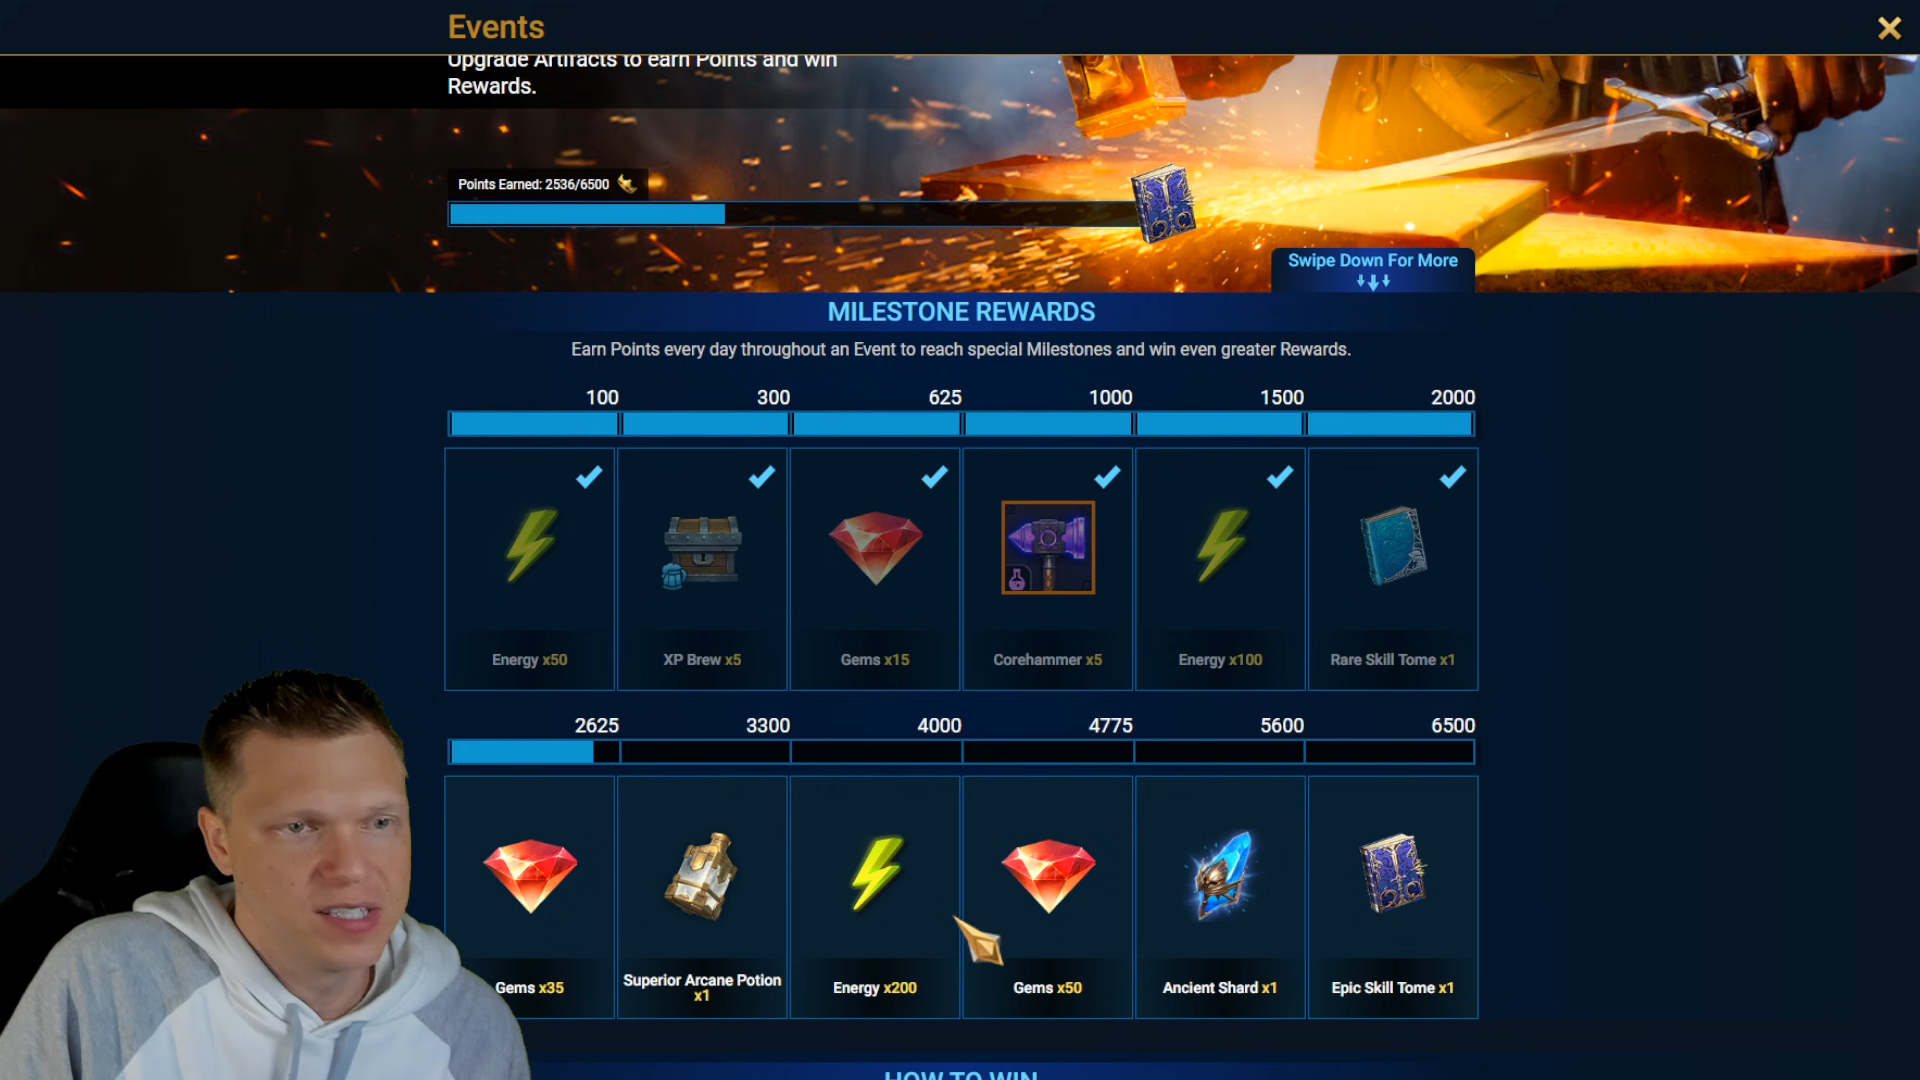 Events
Upgrade Artifacts to earn Points and win
Rewards.
Points Earned: 2536/6500
Swipe Down For More
MILESTONE REWARDS
Earn Points every day throughout an Event to reach special Milestones and win even greater Rewards.
100 300 625 1000 1500 2000
Energy x50 XP Brew x5 Gems x15 Corehammer x5 Energy x100 Rare Skill Tome x1
2625 3300 4000 4775 5600 6500
Gems x35 Superior Arcane Potion x1 Energy x200 Gems x50 Ancient Shard x1 Epic Skill Tome x1
HOW TO WIN